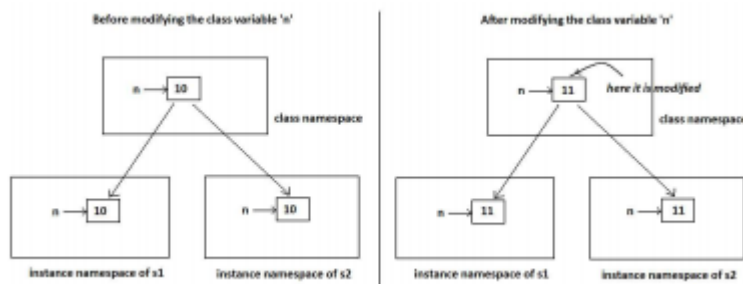 Before modifying the class variable 'n'
n
10
class namespace
n
10
n
10
instance namespace of s1
instance namespace of s2
After modifying the class variable 'n'
n
11
here it is modified
class namespace
n
11
n
11
instance namespace of s1
instance namespace of s2